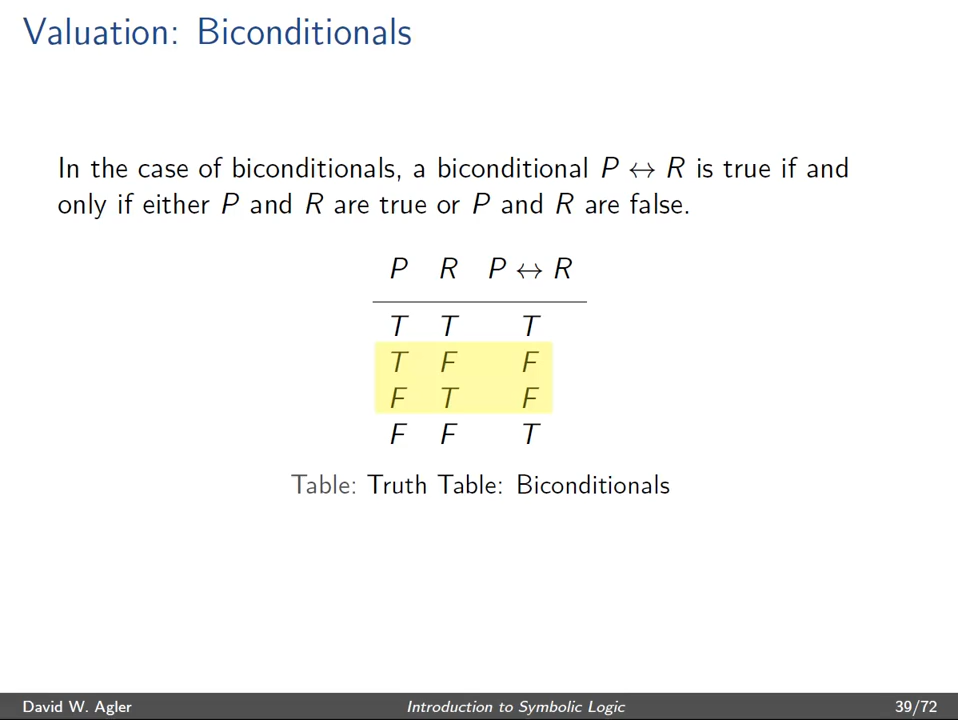 Valuation: Biconditionals
In the case of biconditionals, a biconditional P ↔ R is true if and
only if either P and R are true or P and R are false.
P R P ↔ R
T T T
T F F
F T F
F F T
Table: Truth Table: Biconditionals
David W. Agler Introduction to Symbolic Logic 39/72